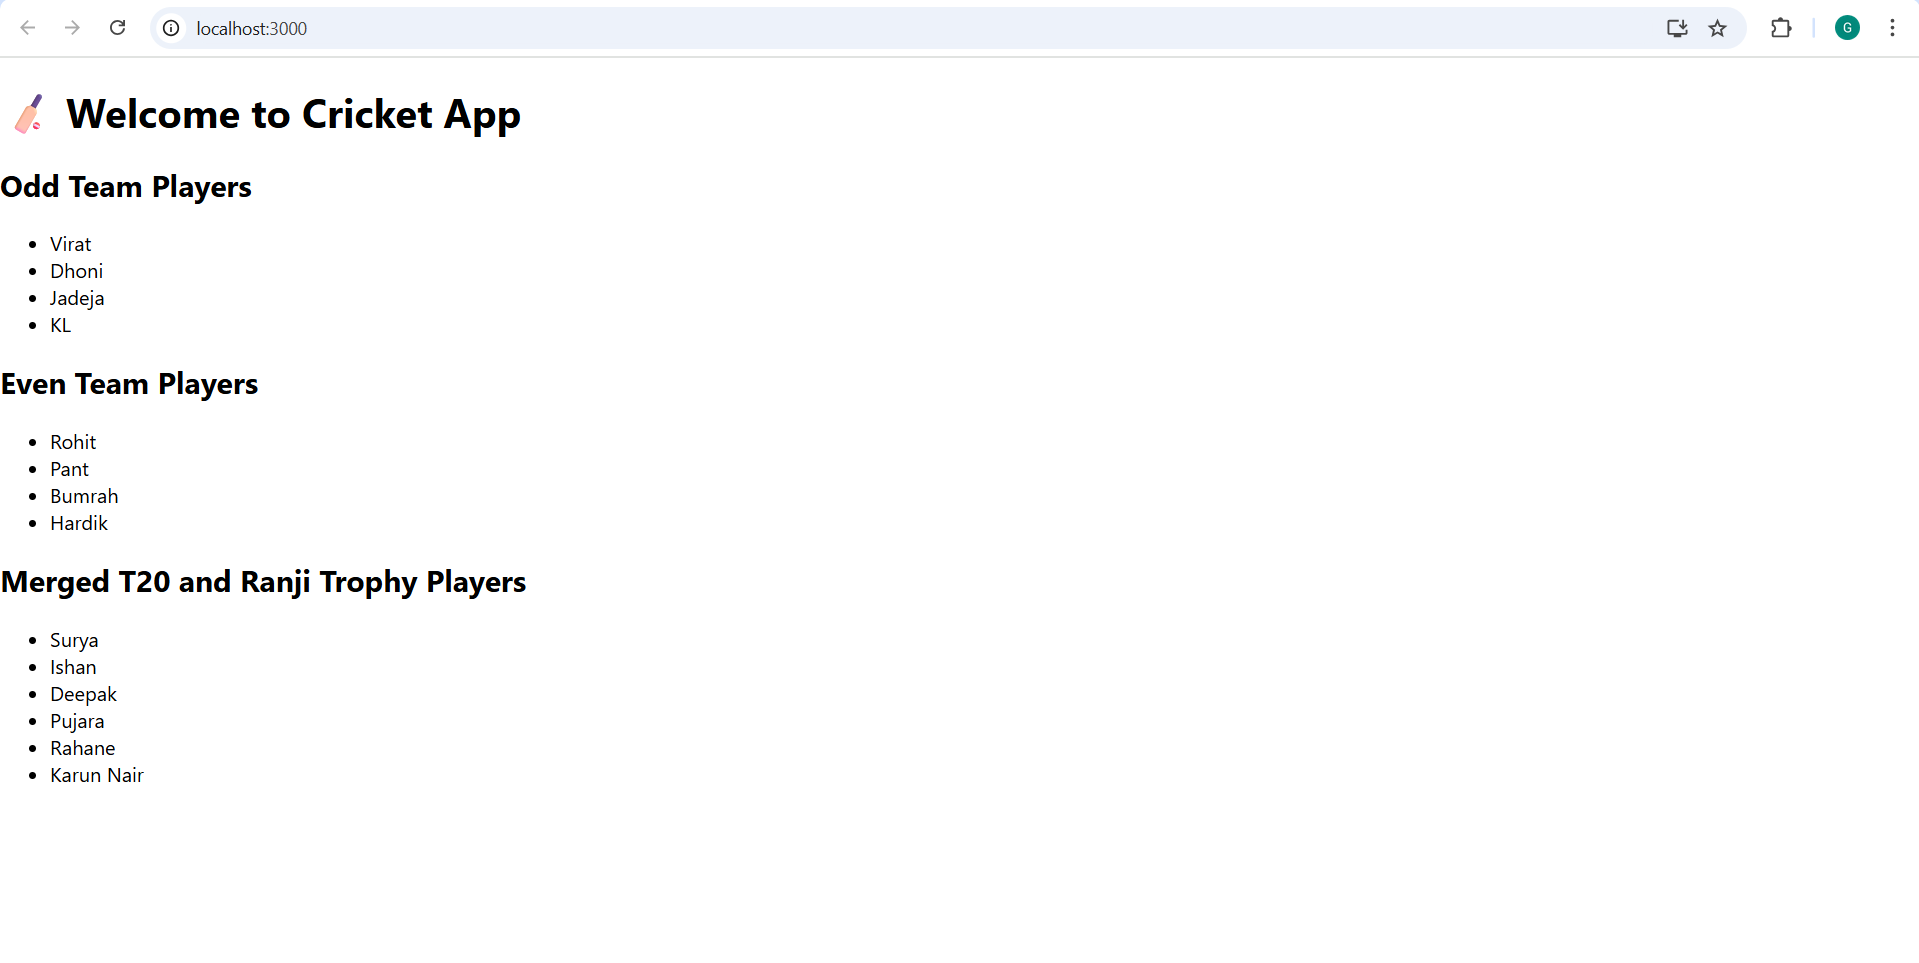 localhost:3000
G
🏏 Welcome to Cricket App
Odd Team Players
• Virat
• Dhoni
• Jadeja
• KL
Even Team Players
• Rohit
• Pant
• Bumrah
• Hardik
Merged T20 and Ranji Trophy Players
• Surya
• Ishan
• Deepak
• Pujara
• Rahane
• Karun Nair